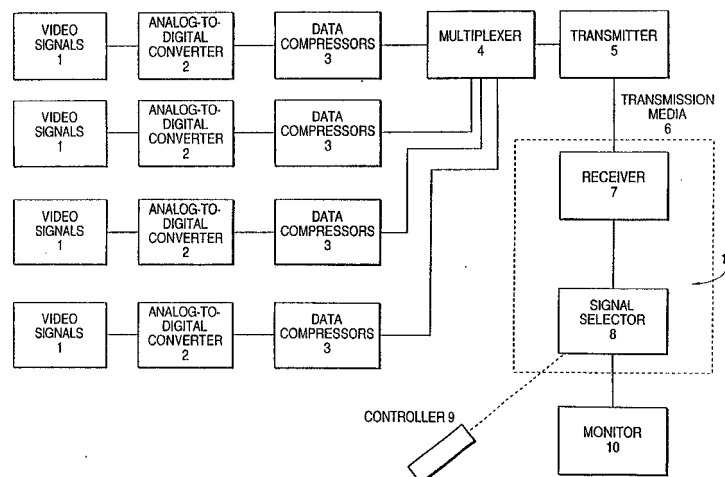 VIDEO
SIGNALS
1
ANALOG-TO-
DIGITAL
CONVERTER
2
DATA
COMPRESSORS
3
MULTIPLEXER
4
TRANSMITTER
5
VIDEO
SIGNALS
1
ANALOG-TO-
DIGITAL
CONVERTER
2
DATA
COMPRESSORS
3
TRANSMISSION
MEDIA
6
VIDEO
SIGNALS
1
ANALOG-TO-
DIGITAL
CONVERTER
2
DATA
COMPRESSORS
3
RECEIVER
7
VIDEO
SIGNALS
1
ANALOG-TO-
DIGITAL
CONVERTER
2
DATA
COMPRESSORS
3
SIGNAL
SELECTOR
8
CONTROLLER 9
MONITOR
10